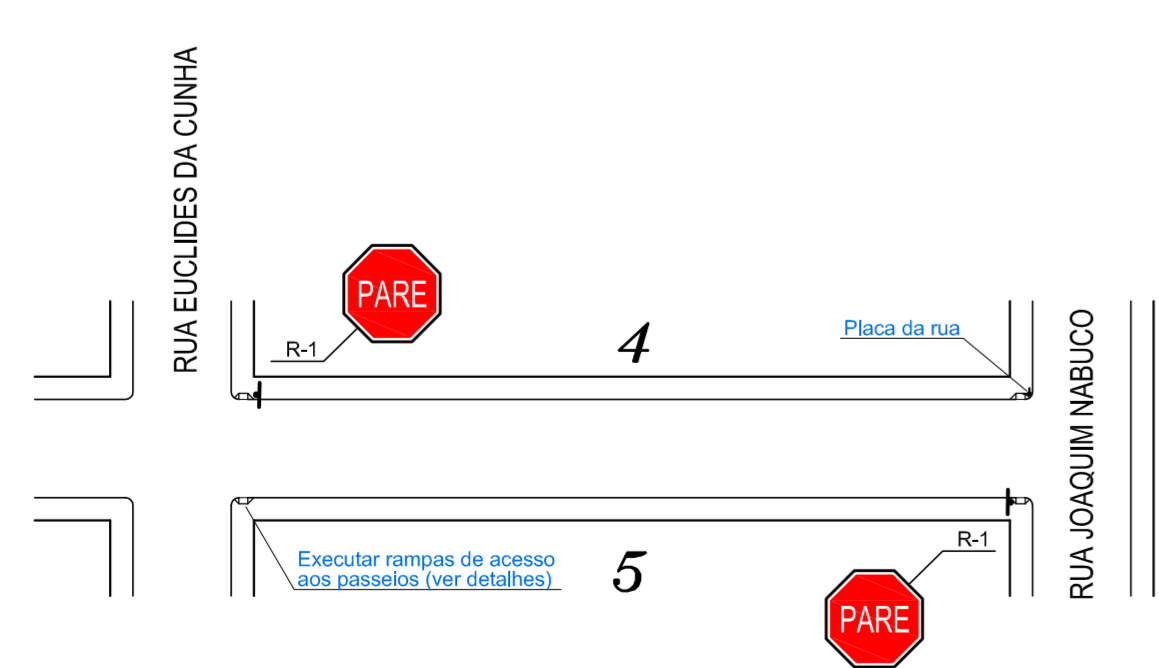 RUA EUCLIDES DA CUNHA
PARE
R-1
4
Placa da rua
RUA JOAQUIM NABUCO
Executar rampas de acesso
aos passeios (ver detalhes)
5
R-1
PARE